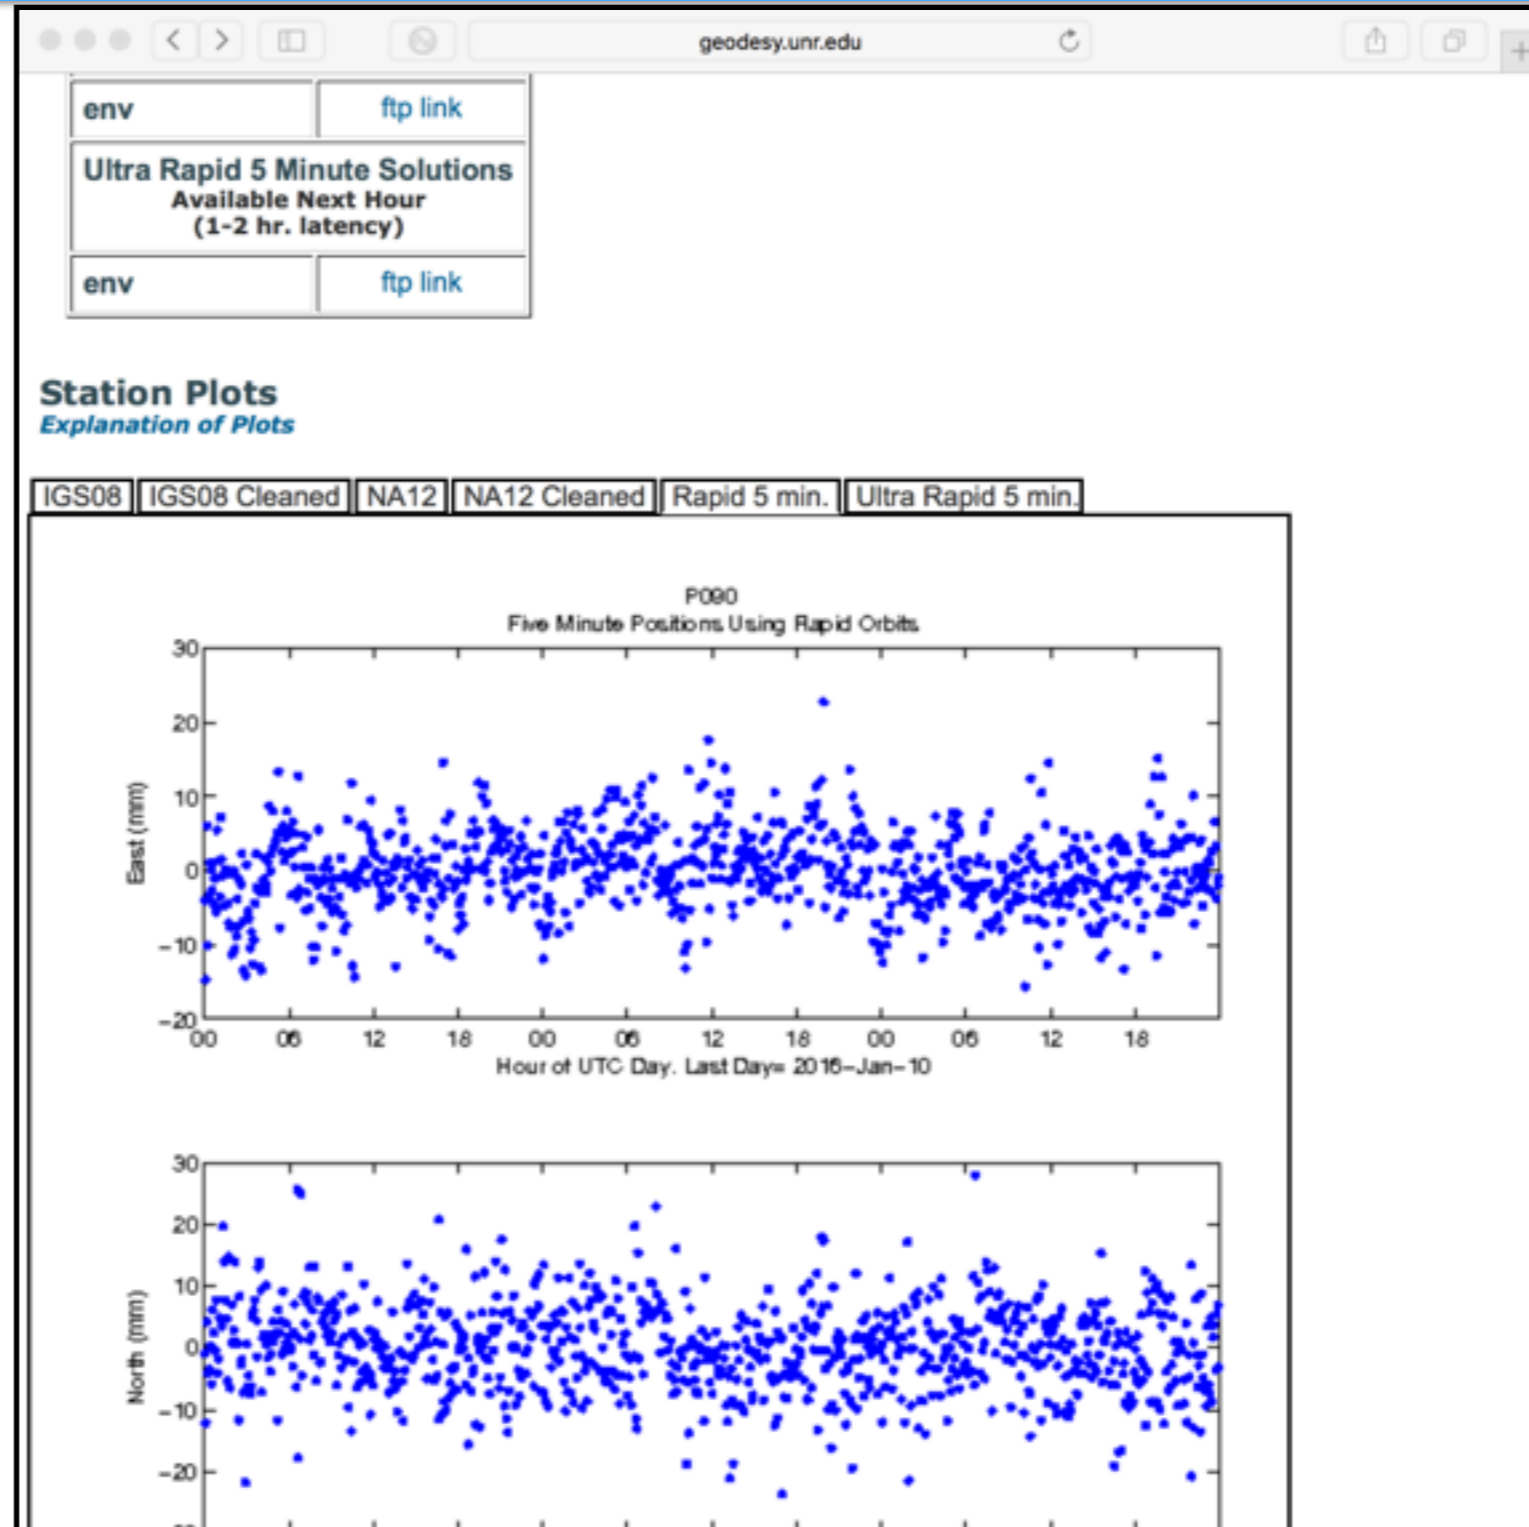 geodesy.unr.edu
env ftp link
Ultra Rapid 5 Minute Solutions
Available Next Hour
(1-2 hr. latency)
env ftp link
Station Plots
Explanation of Plots
IGS08 IGS08 Cleaned NA12 NA12 Cleaned Rapid 5 min. Ultra Rapid 5 min.
P090
Five Minute Positions Using Rapid Orbits
30
20
10
0
-10
-20
East (mm)
00 06 12 18 00 06 12 18 00 06 12 18
Hour of UTC Day. Last Day= 2016-Jan-10
30
20
10
0
-10
-20
North (mm)